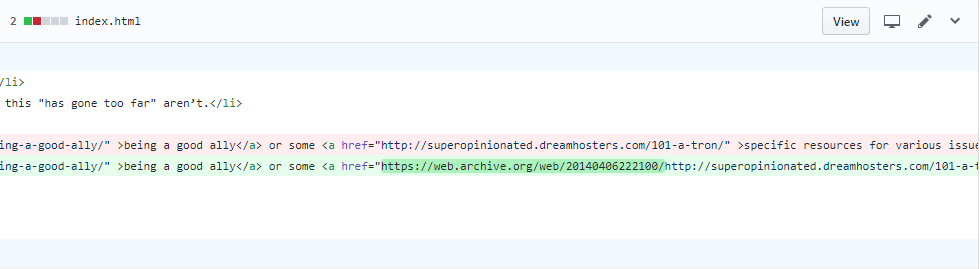 2 index.html View
/li>
this "has gone too far" aren’t.</li>
ing-a-good-ally/" >being a good ally</a> or some <a href="http://superopinionated.dreamhosters.com/101-a-tron/" >specific resources for various issue
ing-a-good-ally/" >being a good ally</a> or some <a href="https://web.archive.org/web/20140406222100/http://superopinionated.dreamhosters.com/101-a-t